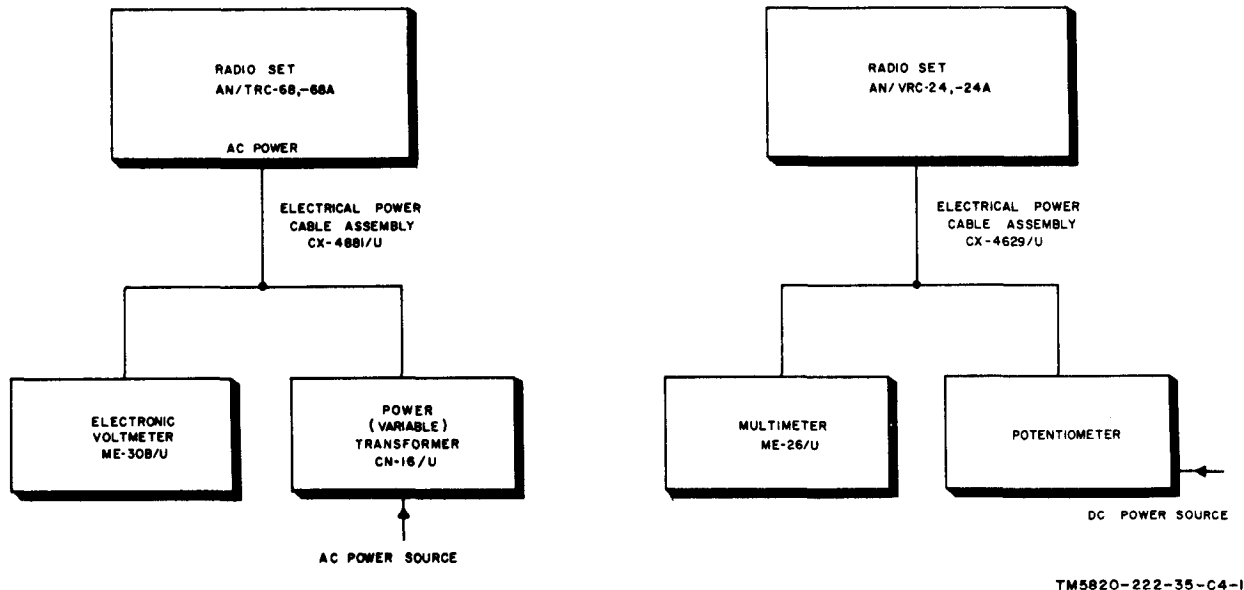 RADIO SET
AN/TRC-68,-68A
AC POWER
ELECTRICAL POWER
CABLE ASSEMBLY
CX-4881/U
ELECTRONIC
VOLTMETER
ME-30B/U
POWER
(VARIABLE)
TRANSFORMER
CN-16/U
AC POWER SOURCE
RADIO SET
AN/VRC-24,-24A
ELECTRICAL POWER
CABLE ASSEMBLY
CX-4629/U
MULTIMETER
ME-26/U
POTENTIOMETER
DC POWER SOURCE
TM5820-222-35-C4-1